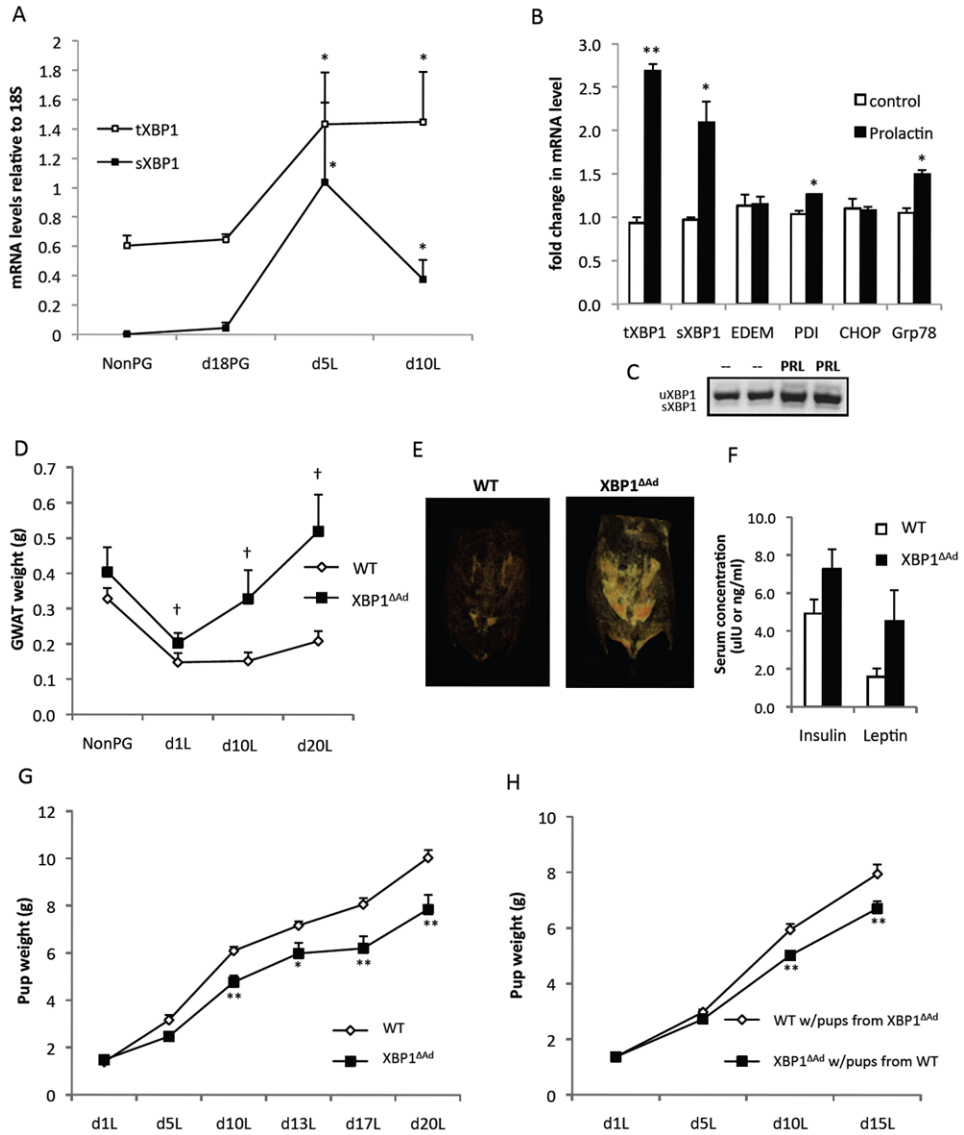 A
mRNA levels relative to 18S
2
1.8
1.6
1.4
1.2
1
0.8
0.6
0.4
0.2
0
tXBP1
sXBP1
* *
*
*
NonPG d18PG d5L d10L
B
fold change in mRNA level
3.0
2.5
2.0
1.5
1.0
0.5
0.0
control
Prolactin
**
*
*
*
tXBP1 sXBP1 EDEM PDI CHOP Grp78
C
-- -- PRL PRL
uXBP1
sXBP1
D
GWAT weight (g)
0.7
0.6
0.5
0.4
0.3
0.2
0.1
0.0
†
†
†
WT
XBP1ΔAd
NonPG d1L d10L d20L
E
WT XBP1ΔAd
F
Serum concentration
(uIU or ng/ml)
10.0
8.0
6.0
4.0
2.0
0.0
WT
XBP1ΔAd
Insulin Leptin
G
Pup weight (g)
12
10
8
6
4
2
0
** * ** **
WT
XBP1ΔAd
d1L d5L d10L d13L d17L d20L
H
Pup weight (g)
10
8
6
4
2
0
**
**
WT w/pups from XBP1ΔAd
XBP1ΔAd w/pups from WT
d1L d5L d10L d15L